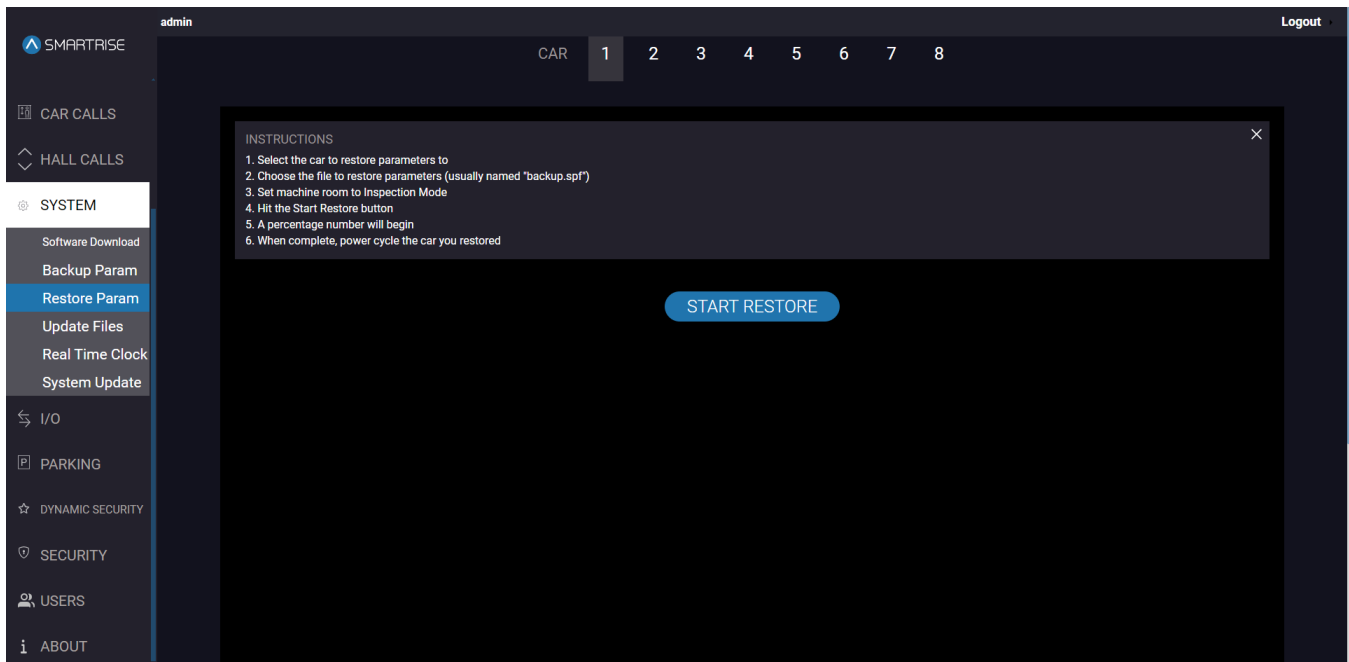 admin
Logout
SMARTRISE
CAR 1 2 3 4 5 6 7 8
CAR CALLS
HALL CALLS
SYSTEM
Software Download
Backup Param
Restore Param
Update Files
Real Time Clock
System Update
I/O
PARKING
DYNAMIC SECURITY
SECURITY
USERS
ABOUT
INSTRUCTIONS
1. Select the car to restore parameters to
2. Choose the file to restore parameters (usually named "backup.spf")
3. Set machine room to Inspection Mode
4. Hit the Start Restore button
5. A percentage number will begin
6. When complete, power cycle the car you restored
START RESTORE